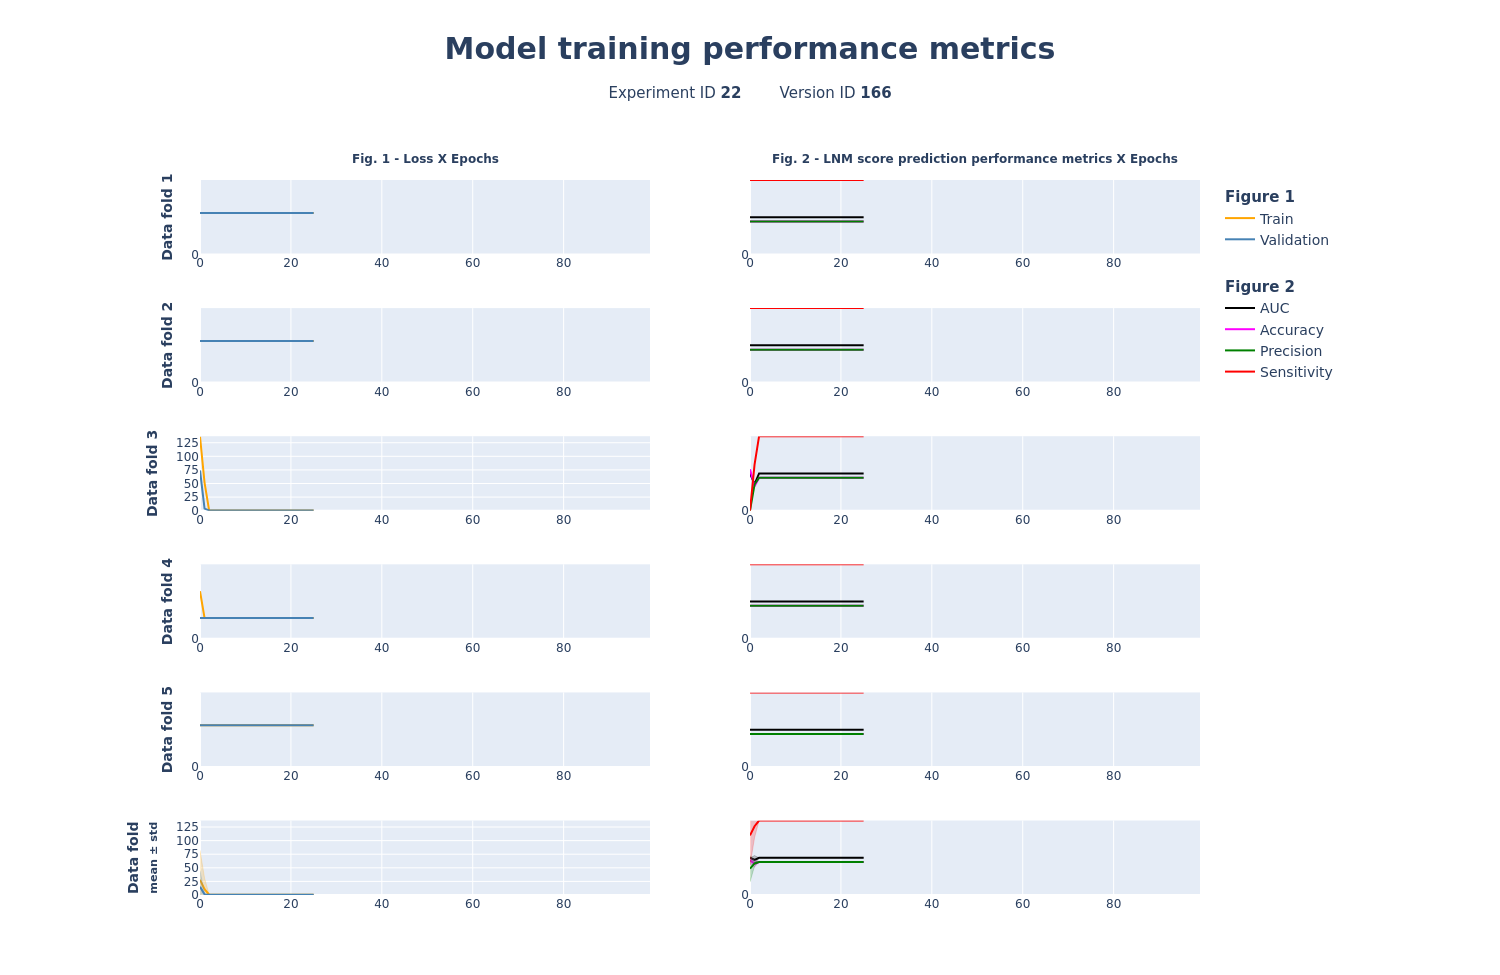 Model training performance metrics
Experiment ID 22 Version ID 166
Fig. 1 - Loss X Epochs
Fig. 2 - LNM score prediction performance metrics X Epochs
Data fold 1
0
0 20 40 60 80
0
0 20 40 60 80
Figure 1
Train
Validation
Figure 2
AUC
Accuracy
Precision
Sensitivity
Data fold 2
0
0 20 40 60 80
0
0 20 40 60 80
Data fold 3
125
100
75
50
25
0
0 20 40 60 80
0
0 20 40 60 80
Data fold 4
0
0 20 40 60 80
0
0 20 40 60 80
Data fold 5
0
0 20 40 60 80
0
0 20 40 60 80
Data fold
mean ± std
125
100
75
50
25
0
0 20 40 60 80
0
0 20 40 60 80